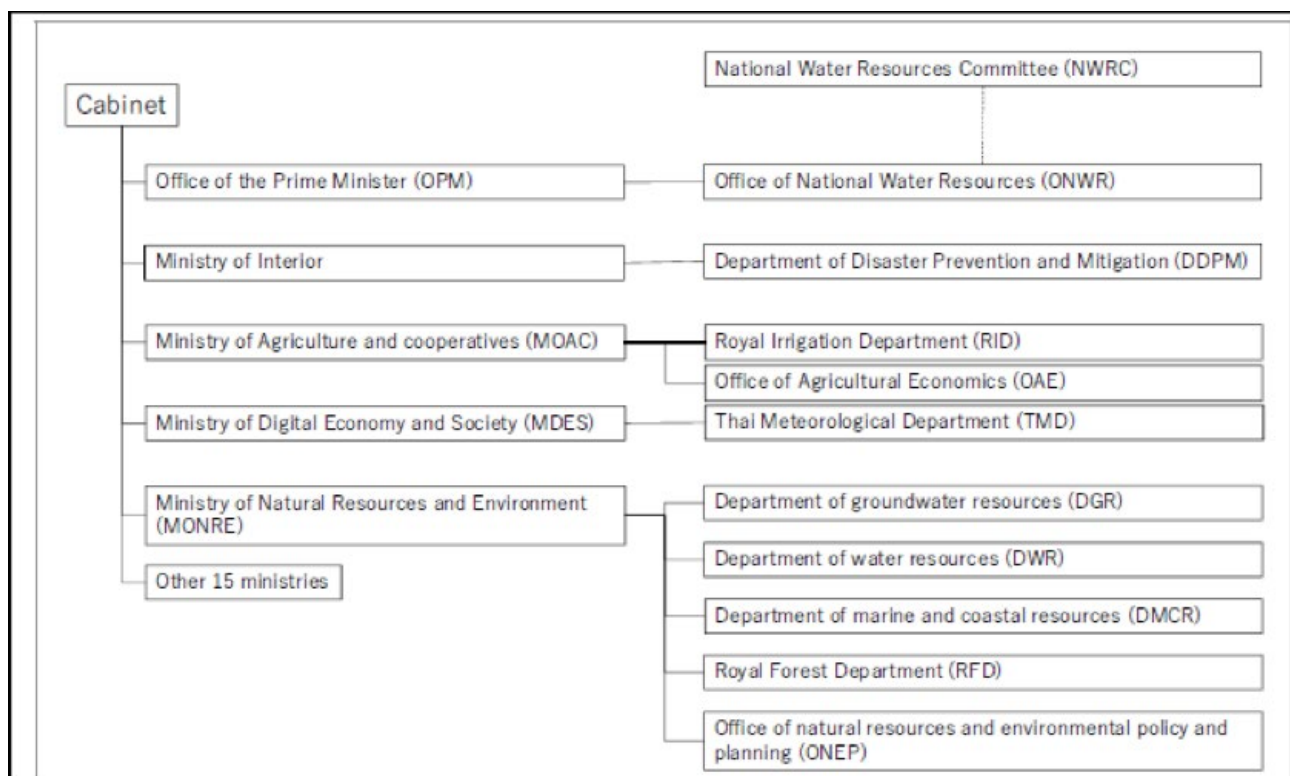 National Water Resources Committee (NWRC)
Cabinet
Office of the Prime Minister (OPM)
Office of National Water Resources (ONWR)
Ministry of Interior
Department of Disaster Prevention and Mitigation (DDPM)
Ministry of Agriculture and cooperatives (MOAC)
Royal Irrigation Department (RID)
Office of Agricultural Economics (OAE)
Ministry of Digital Economy and Society (MDES)
Thai Meteorological Department (TMD)
Ministry of Natural Resources and Environment
(MONRE)
Department of groundwater resources (DGR)
Department of water resources (DWR)
Other 15 ministries
Department of marine and coastal resources (DMCR)
Royal Forest Department (RFD)
Office of natural resources and environmental policy and
planning (ONEP)